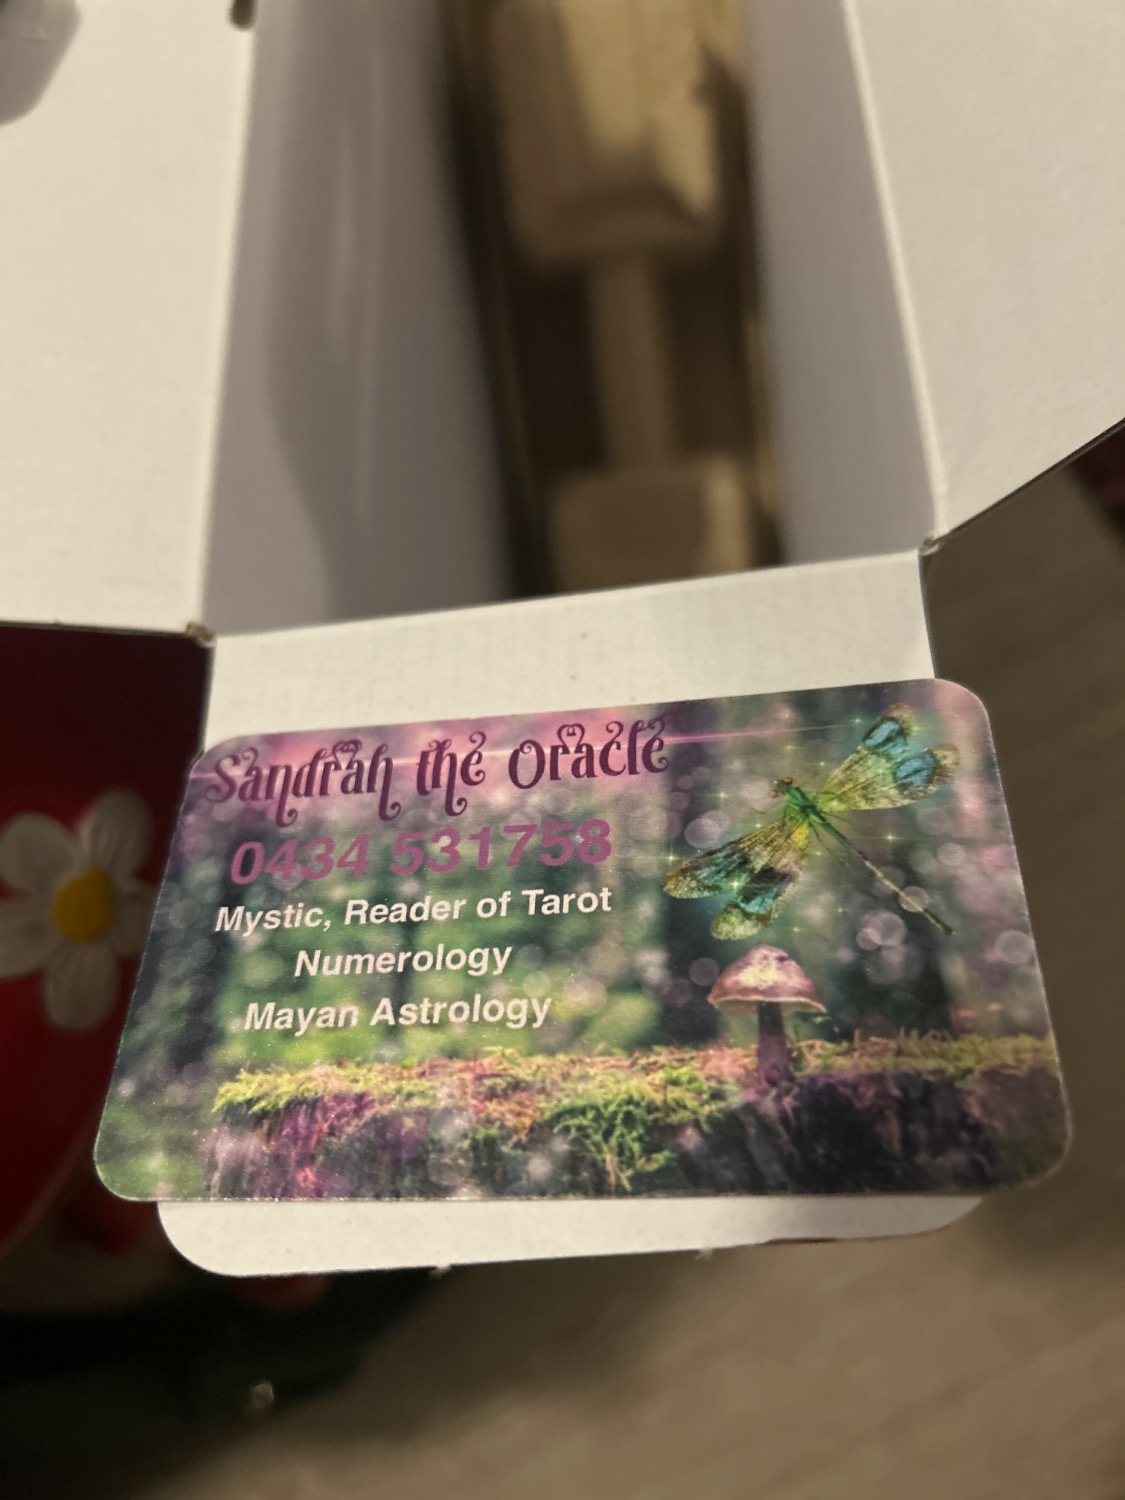 Sandrah the Oracle
0434 531758
Mystic, Reader of Tarot
Numerology
Mayan Astrology